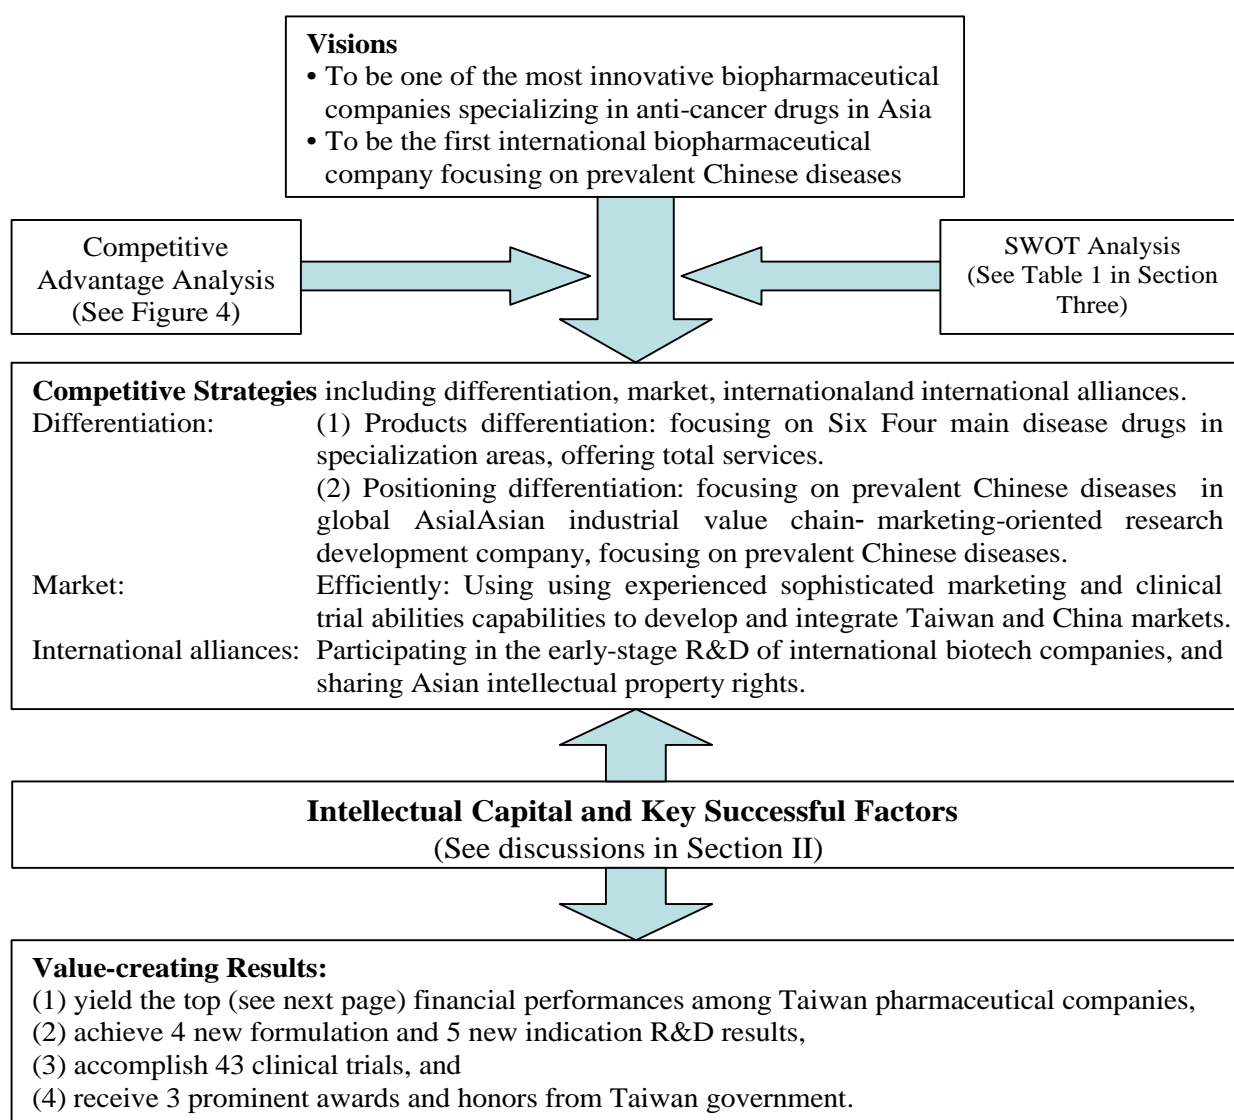 Visions
• To be one of the most innovative biopharmaceutical
companies specializing in anti-cancer drugs in Asia
• To be the first international biopharmaceutical
company focusing on prevalent Chinese diseases
Competitive
Advantage Analysis
(See Figure 4)
SWOT Analysis
(See Table 1 in Section
Three)
Competitive Strategies including differentiation, market, internationaland international alliances.
Differentiation: (1) Products differentiation: focusing on Six Four main disease drugs in
specialization areas, offering total services.
(2) Positioning differentiation: focusing on prevalent Chinese diseases in
global AsialAsian industrial value chain- marketing-oriented research
development company, focusing on prevalent Chinese diseases.
Market: Efficiently: Using using experienced sophisticated marketing and clinical
trial abilities capabilities to develop and integrate Taiwan and China markets.
International alliances: Participating in the early-stage R&D of international biotech companies, and
sharing Asian intellectual property rights.
Intellectual Capital and Key Successful Factors
(See discussions in Section II)
Value-creating Results:
(1) yield the top (see next page) financial performances among Taiwan pharmaceutical companies,
(2) achieve 4 new formulation and 5 new indication R&D results,
(3) accomplish 43 clinical trials, and
(4) receive 3 prominent awards and honors from Taiwan government.